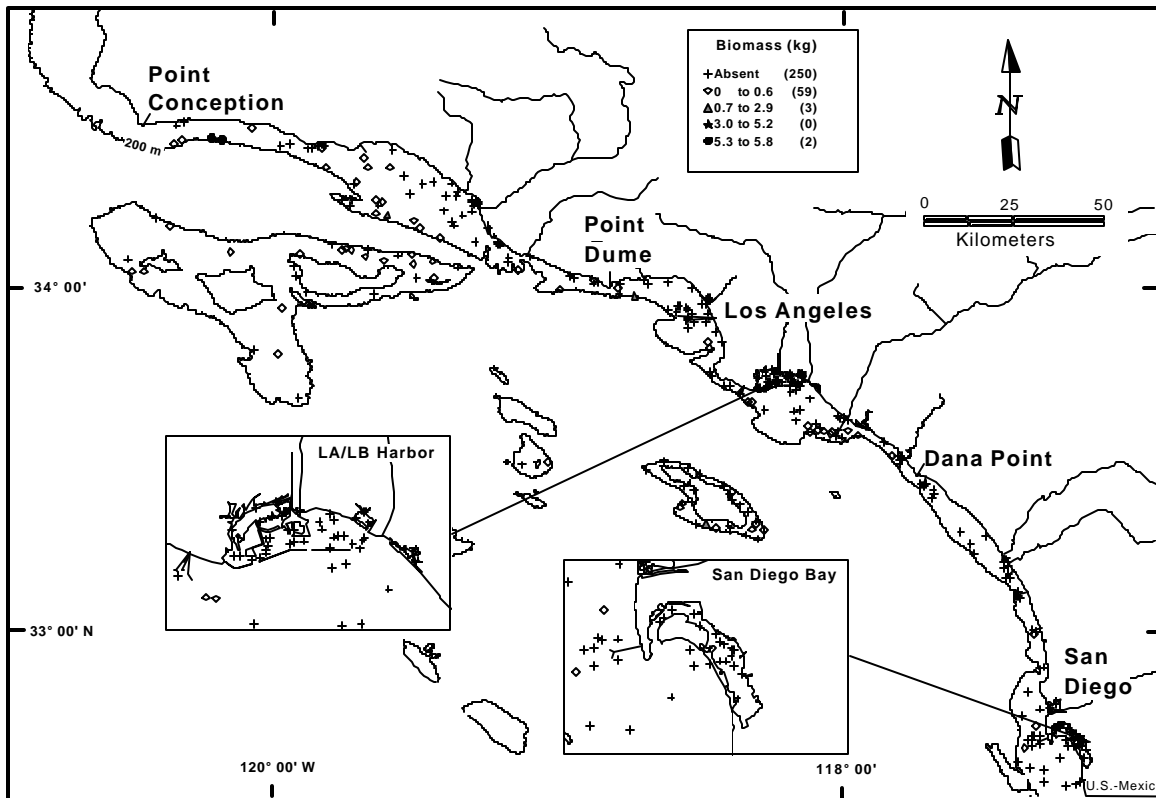 Biomass (kg)
Absent (250)
0 to 0.6 (59)
0.7 to 2.9 (3)
3.0 to 5.2 (0)
5.3 to 5.8 (2)
Point
Conception
200 m
N
0 25 50
Kilometers
Point
Dume
34° 00'
Los Angeles
Dana Point
LA/LB Harbor
San Diego Bay
33° 00' N
San
Diego
120° 00' W
118° 00'
U.S.-Mexic